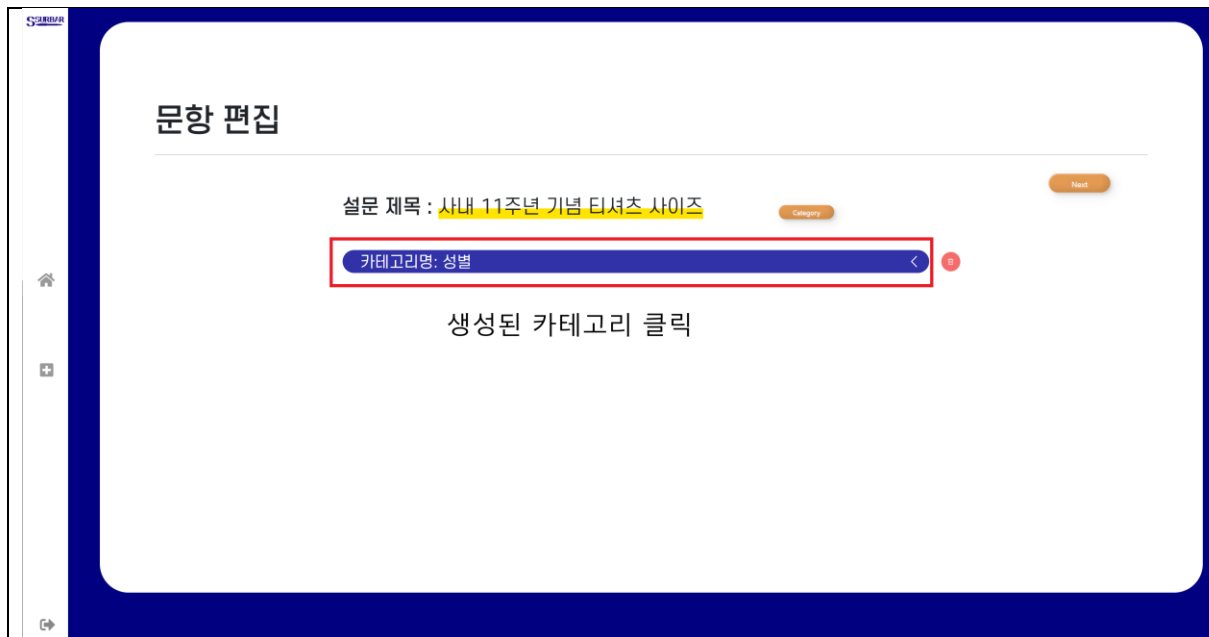 SSURBAR
문항 편집
Next
설문 제목 : 사내 11주년 기념 티셔츠 사이즈
Category
카테고리명: 성별
생성된 카테고리 클릭